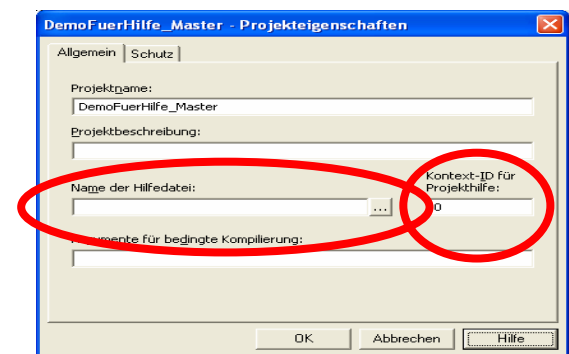 DemoFuerHilfe_Master - Projekteigenschaften
Allgemein Schutz
Projektname:
DemoFuerHilfe_Master
Projektbeschreibung:
Name der Hilfedatei:
Kontext-ID für
Projekthilfe:
...
0
Argumente für bedingte Kompilierung:
OK Abbrechen Hilfe